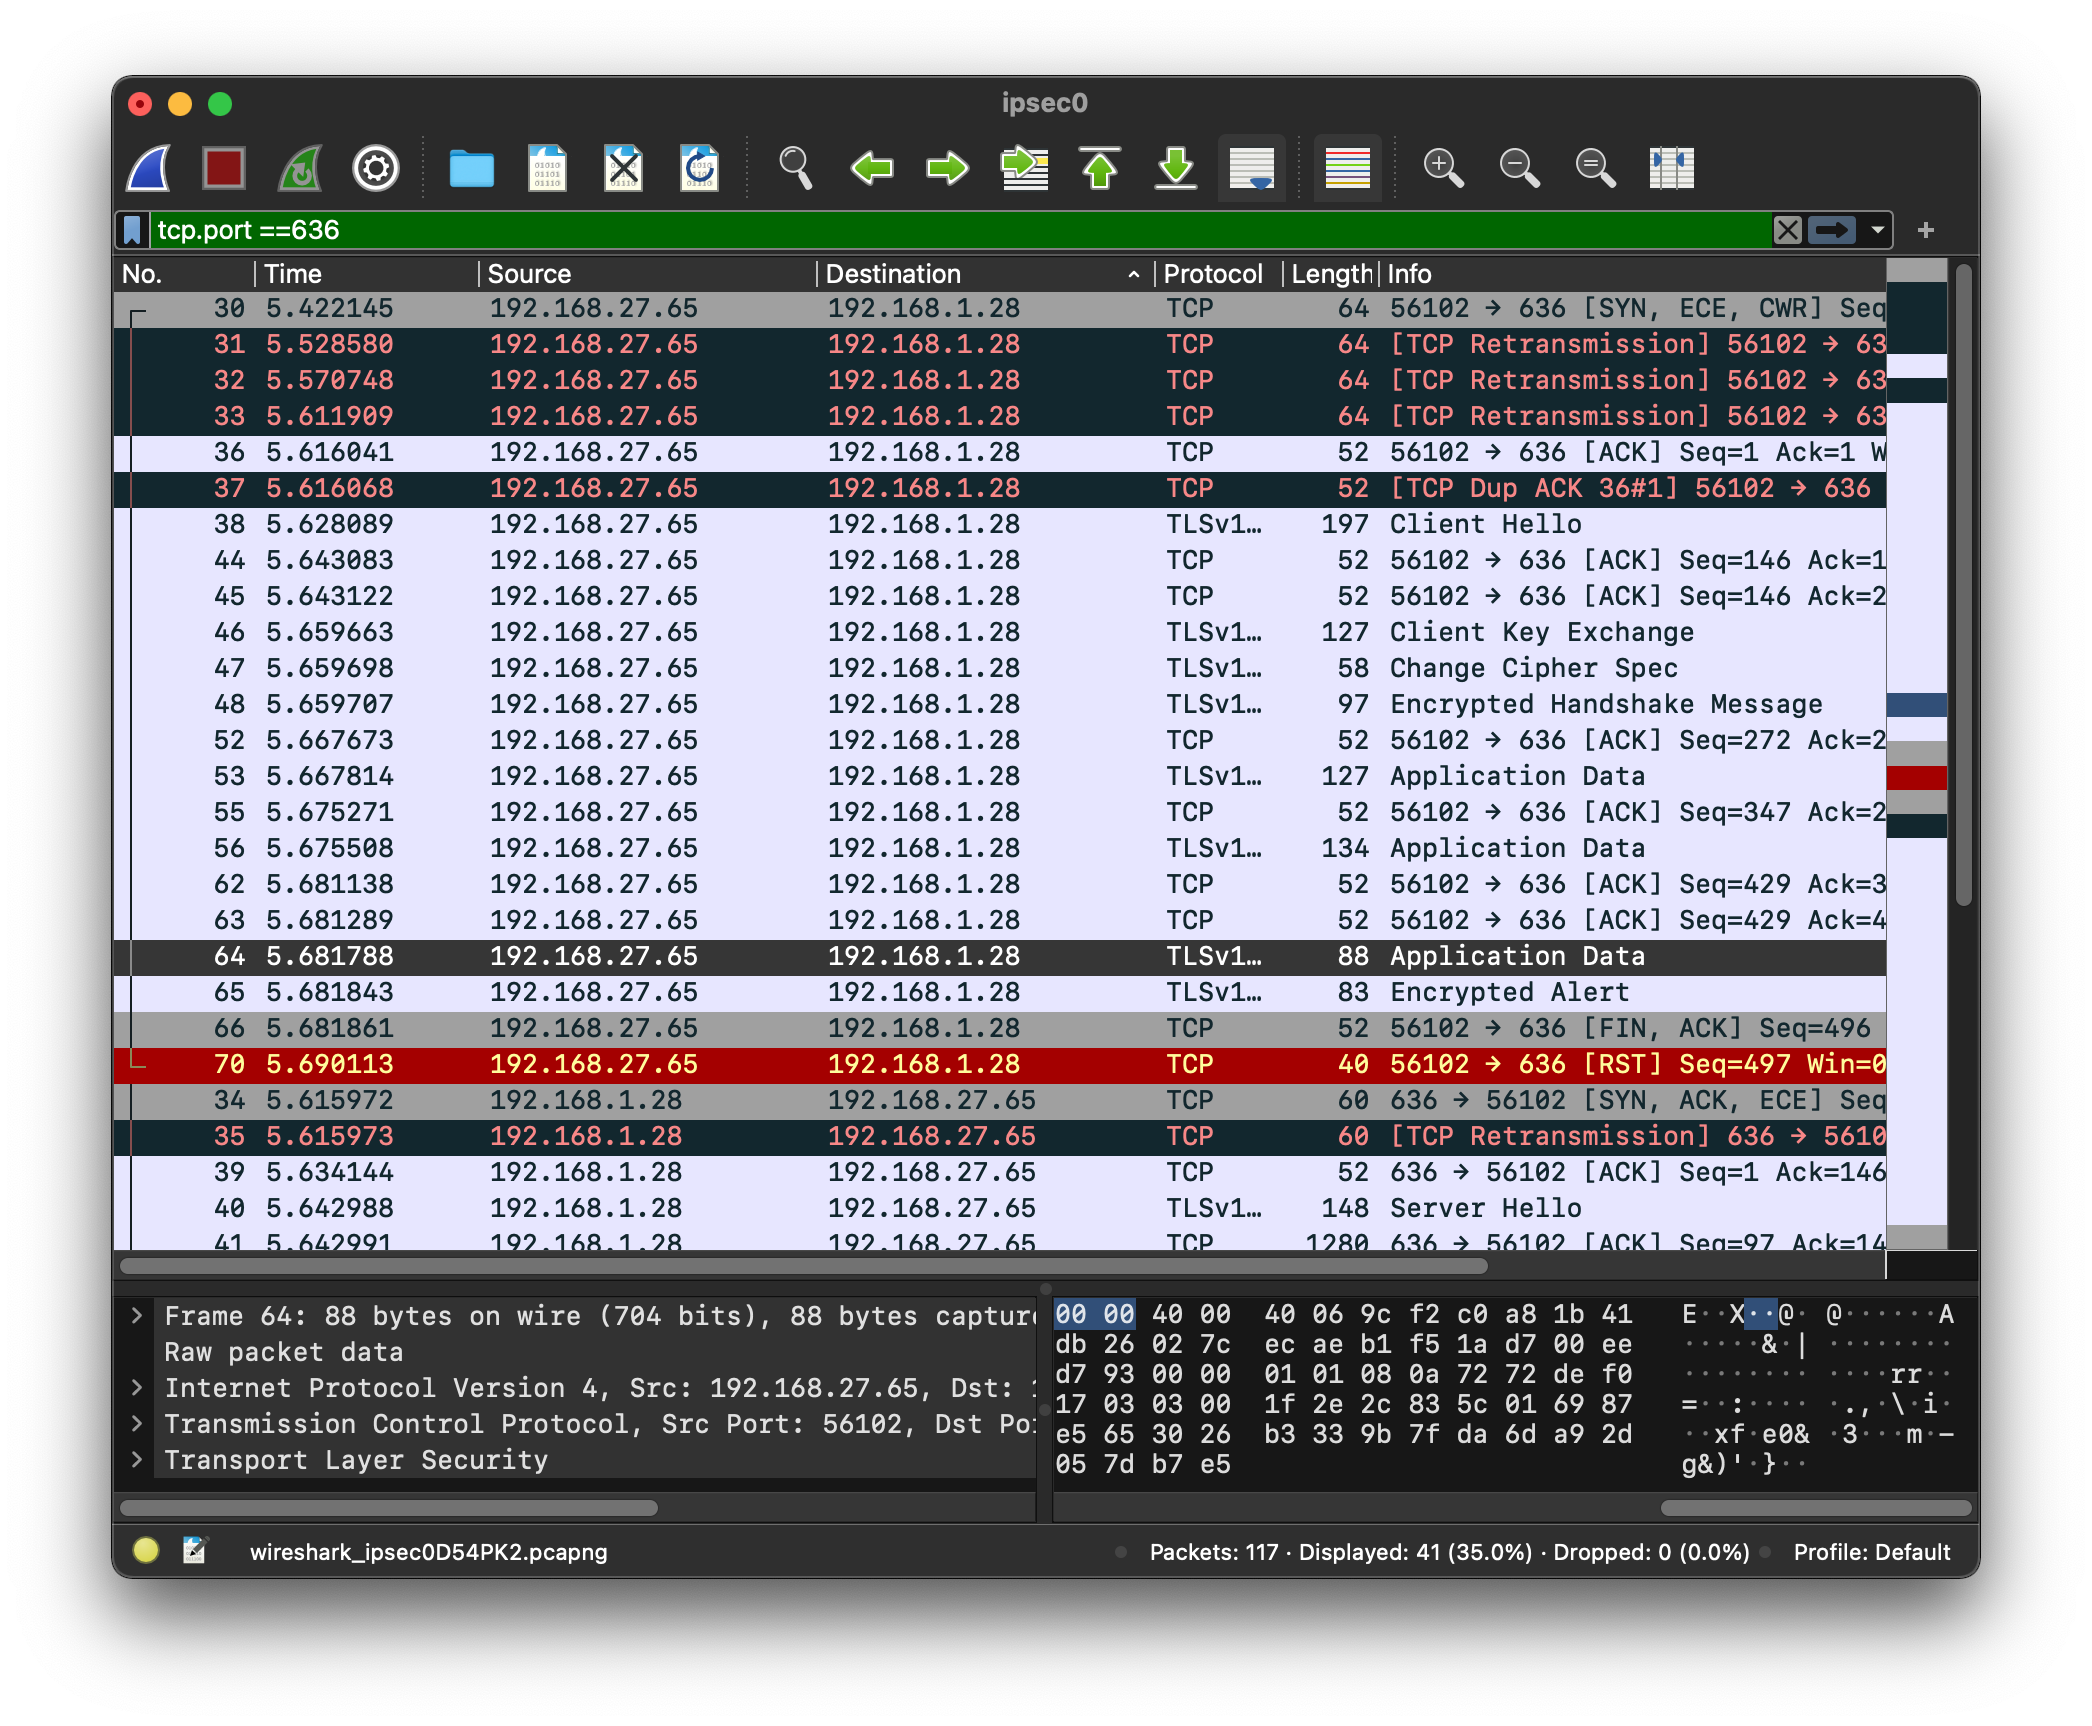 ipsec0
tcp.port ==636
No. Time Source Destination Protocol Length Info
30 5.422145 192.168.27.65 192.168.1.28 TCP 64 56102 → 636 [SYN, ECE, CWR] Seq
31 5.528580 192.168.27.65 192.168.1.28 TCP 64 [TCP Retransmission] 56102 → 63
32 5.570748 192.168.27.65 192.168.1.28 TCP 64 [TCP Retransmission] 56102 → 63
33 5.611909 192.168.27.65 192.168.1.28 TCP 64 [TCP Retransmission] 56102 → 63
36 5.616041 192.168.27.65 192.168.1.28 TCP 52 56102 → 636 [ACK] Seq=1 Ack=1 W
37 5.616068 192.168.27.65 192.168.1.28 TCP 52 [TCP Dup ACK 36#1] 56102 → 636
38 5.628089 192.168.27.65 192.168.1.28 TLSv1… 197 Client Hello
44 5.643083 192.168.27.65 192.168.1.28 TCP 52 56102 → 636 [ACK] Seq=146 Ack=1
45 5.643122 192.168.27.65 192.168.1.28 TCP 52 56102 → 636 [ACK] Seq=146 Ack=2
46 5.659663 192.168.27.65 192.168.1.28 TLSv1… 127 Client Key Exchange
47 5.659698 192.168.27.65 192.168.1.28 TLSv1… 58 Change Cipher Spec
48 5.659707 192.168.27.65 192.168.1.28 TLSv1… 97 Encrypted Handshake Message
52 5.667673 192.168.27.65 192.168.1.28 TCP 52 56102 → 636 [ACK] Seq=272 Ack=2
53 5.667814 192.168.27.65 192.168.1.28 TLSv1… 127 Application Data
55 5.675271 192.168.27.65 192.168.1.28 TCP 52 56102 → 636 [ACK] Seq=347 Ack=2
56 5.675508 192.168.27.65 192.168.1.28 TLSv1… 134 Application Data
62 5.681138 192.168.27.65 192.168.1.28 TCP 52 56102 → 636 [ACK] Seq=429 Ack=3
63 5.681289 192.168.27.65 192.168.1.28 TCP 52 56102 → 636 [ACK] Seq=429 Ack=4
64 5.681788 192.168.27.65 192.168.1.28 TLSv1… 88 Application Data
65 5.681843 192.168.27.65 192.168.1.28 TLSv1… 83 Encrypted Alert
66 5.681861 192.168.27.65 192.168.1.28 TCP 52 56102 → 636 [FIN, ACK] Seq=496
70 5.690113 192.168.27.65 192.168.1.28 TCP 40 56102 → 636 [RST] Seq=497 Win=0
34 5.615972 192.168.1.28 192.168.27.65 TCP 60 636 → 56102 [SYN, ACK, ECE] Seq
35 5.615973 192.168.1.28 192.168.27.65 TCP 60 [TCP Retransmission] 636 → 5610
39 5.634144 192.168.1.28 192.168.27.65 TCP 52 636 → 56102 [ACK] Seq=1 Ack=146
40 5.642988 192.168.1.28 192.168.27.65 TLSv1… 148 Server Hello
41 5.642991 192.168.1.28 192.168.27.65 TCP 1280 636 → 56102 [ACK] Seq=97 Ack=14
Frame 64: 88 bytes on wire (704 bits), 88 bytes capture
Raw packet data
Internet Protocol Version 4, Src: 192.168.27.65, Dst: 1
Transmission Control Protocol, Src Port: 56102, Dst Po
Transport Layer Security
00 00 40 00 40 06 9c f2 c0 a8 1b 41 E··X··@· @······A
db 26 02 7c ec ae b1 f5 1a d7 00 ee ·····&·| ········
d7 93 00 00 01 01 08 0a 72 72 de f0 ········ ····rr··
17 03 03 00 1f 2e 2c 83 5c 01 69 87 =··:···· ·.,·\·i·
e5 65 30 26 b3 33 9b 7f da 6d a9 2d ··xf·e0& ·3···m·-
05 7d b7 e5 g&)'·}··
wireshark_ipsec0D54PK2.pcapng
Packets: 117 · Displayed: 41 (35.0%) · Dropped: 0 (0.0%)
Profile: Default